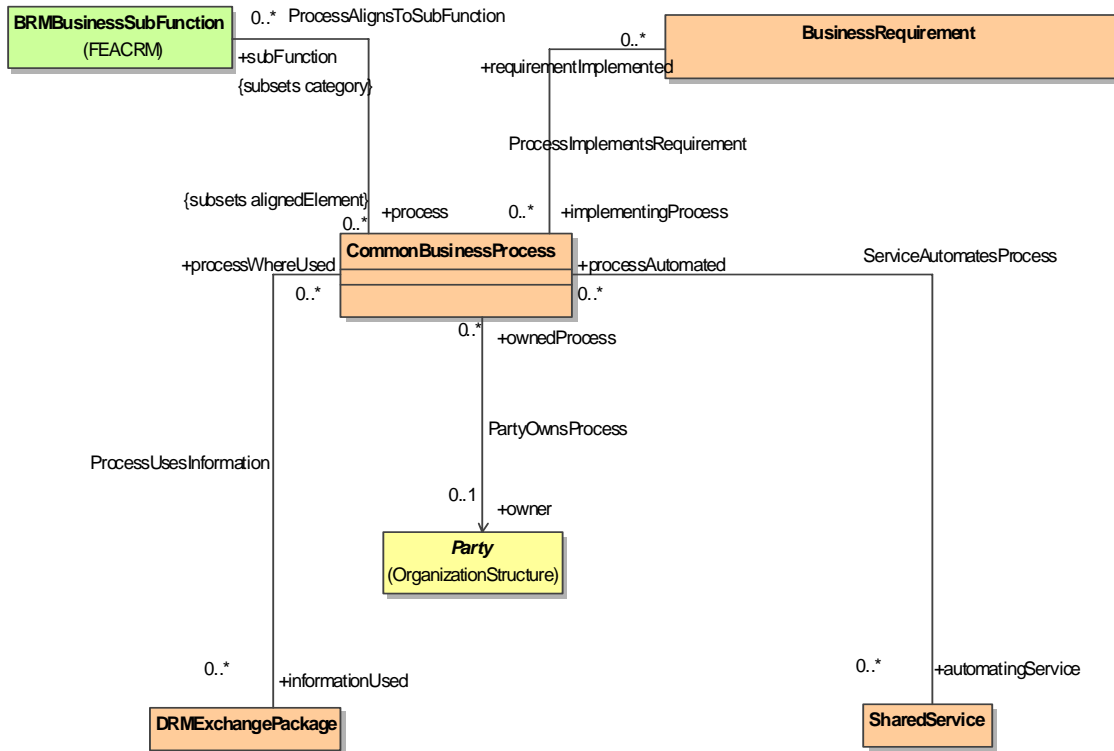 0..* ProcessAlignsToSubFunction
BRMBusinessSubFunction
(FEACRM)
+subFunction
{subsets category}
0..*
+requirementImplemented
BusinessRequirement
ProcessImplementsRequirement
{subsets alignedElement}
0..*
+process
0..*
+implementingProcess
CommonBusinessProcess
+processWhereUsed
0..*
+processAutomated
0..*
ServiceAutomatesProcess
0..*
+ownedProcess
PartyOwnsProcess
ProcessUsesInformation
0..1
+owner
Party
(OrganizationStructure)
0..*
+informationUsed
0..*
+automatingService
DRMExchangePackage
SharedService